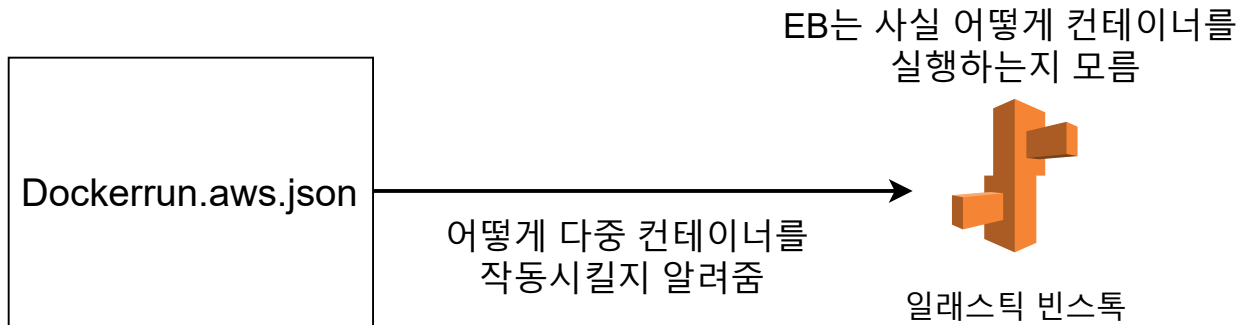 EB는 사실 어떻게 컨테이너를
실행하는지 모름
Dockerrun.aws.json
어떻게 다중 컨테이너를
작동시킬지 알려줌
일래스틱 빈스톡